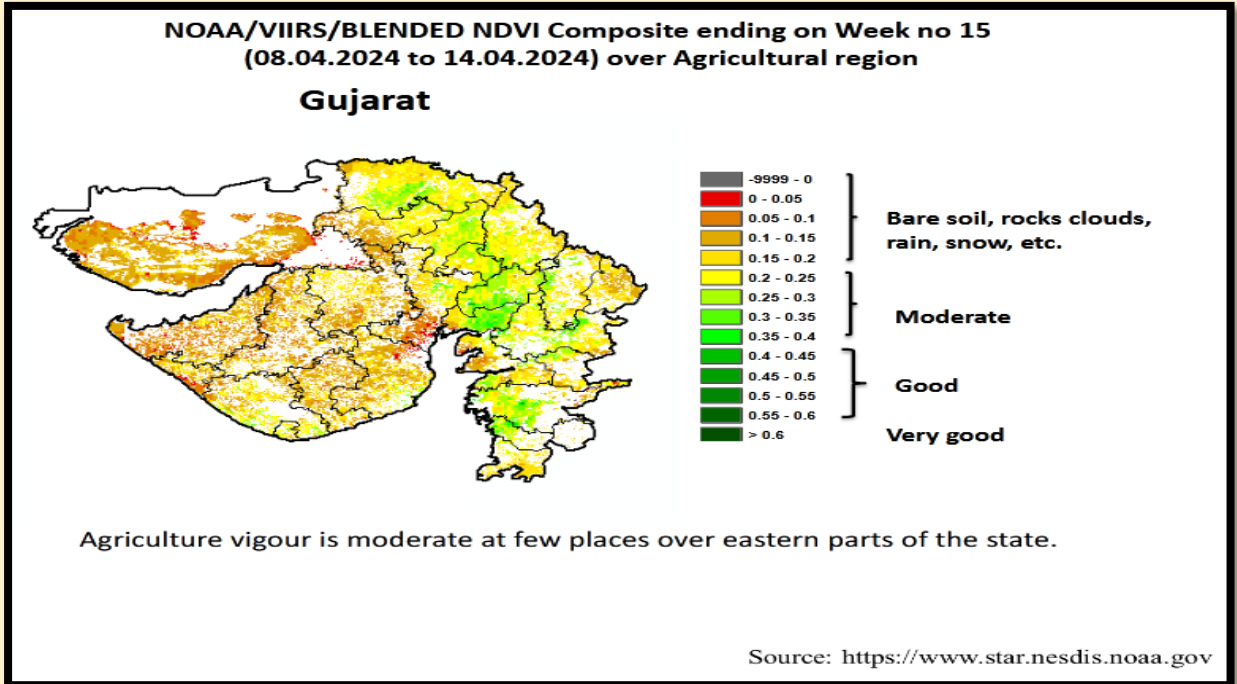 NOAA/VIIRS/BLENDED NDVI Composite ending on Week no 15
(08.04.2024 to 14.04.2024) over Agricultural region
Gujarat
-9999 - 0
0 - 0.05
0.05 - 0.1
0.1 - 0.15
0.15 - 0.2
0.2 - 0.25
0.25 - 0.3
0.3 - 0.35
0.35 - 0.4
0.4 - 0.45
0.45 - 0.5
0.5 - 0.55
0.55 - 0.6
> 0.6
Bare soil, rocks clouds,
rain, snow, etc.
Moderate
Good
Very good
Agriculture vigour is moderate at few places over eastern parts of the state.
Source: https://www.star.nesdis.noaa.gov